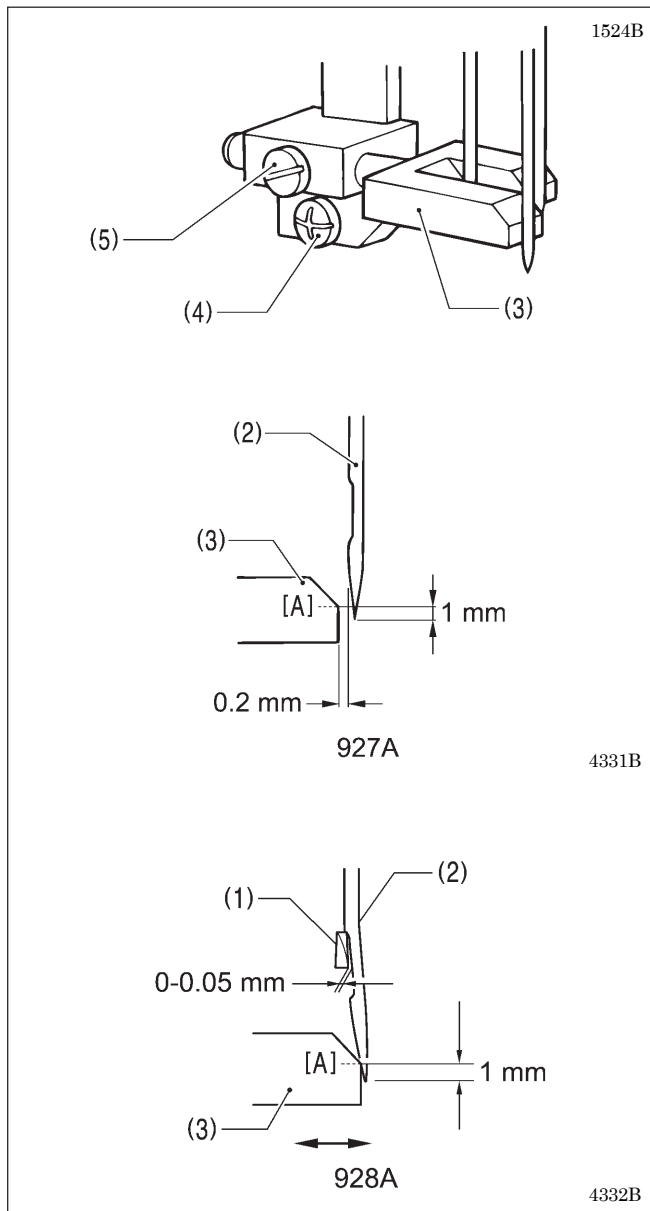 1524B
(5)
(4)
(3)
(2)
(3)
[A]
1 mm
0.2 mm
927A
4331B
(2)
(1)
0-0.05 mm
[A]
1 mm
(3)
928A
4332B